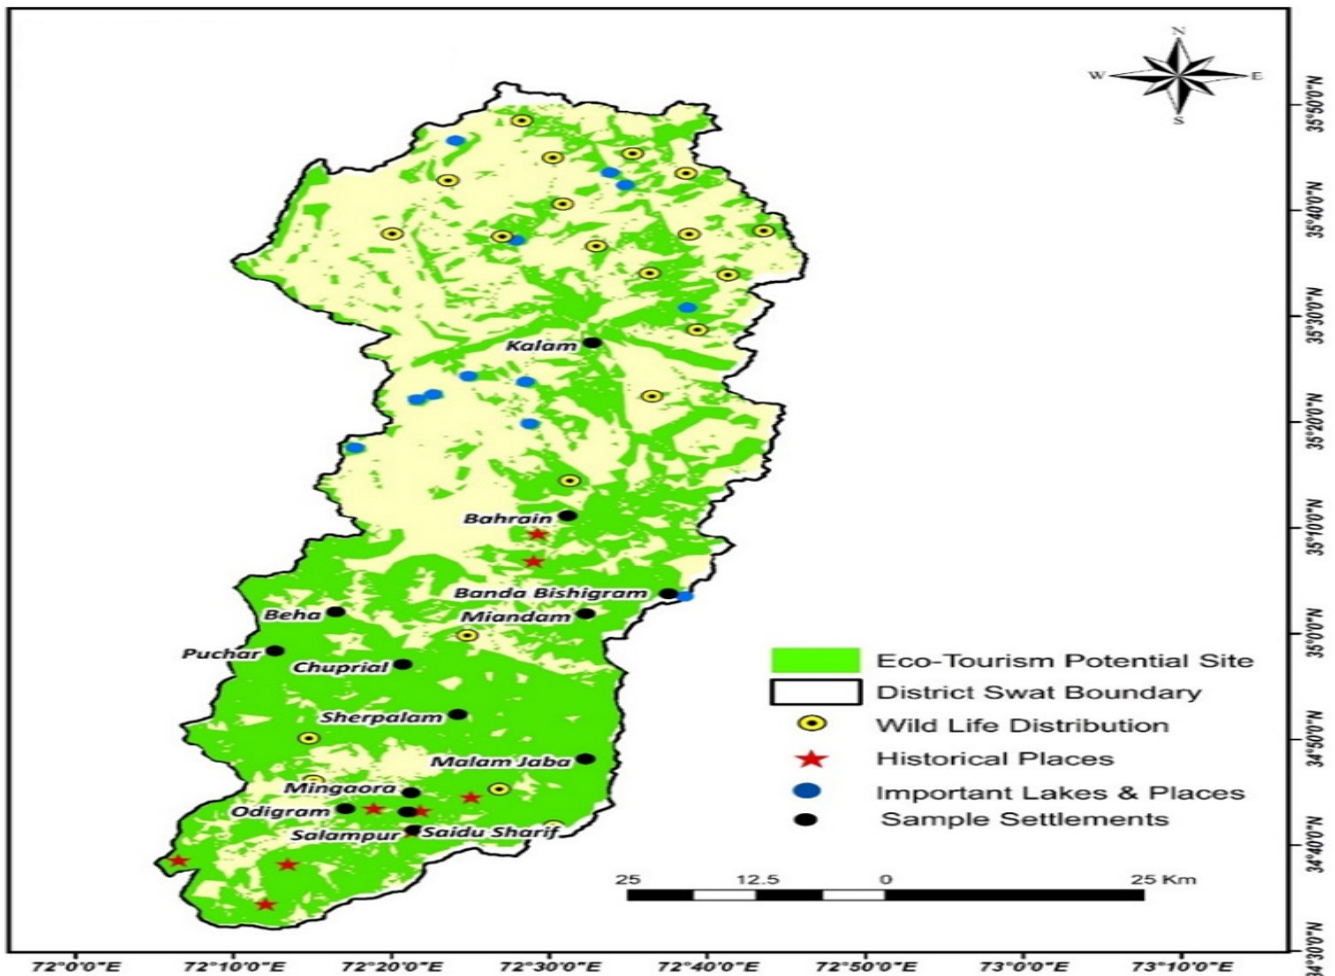 N
W E
S
35°50'0"N
35°40'0"N
35°30'0"N
35°20'0"N
35°10'0"N
35°0'0"N
34°50'0"N
34°40'0"N
Kalam
Bahrain
Banda Bishigram
Beha
Miandam
Puchar
Chuprial
Sherpalam
Malam Jaba
Mingaora
Odigram
Salampur
Saidu Sharif
Eco-Tourism Potential Site
District Swat Boundary
Wild Life Distribution
Historical Places
Important Lakes & Places
Sample Settlements
25 12.5 0 25 Km
72°0'0"E 72°10'0"E 72°20'0"E 72°30'0"E 72°40'0"E 72°50'0"E 73°0'0"E 73°10'0"E